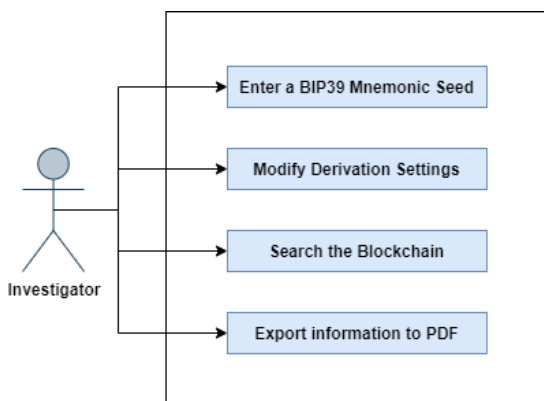 Enter a BIP39 Mnemonic Seed
Modify Derivation Settings
Search the Blockchain
Investigator
Export information to PDF